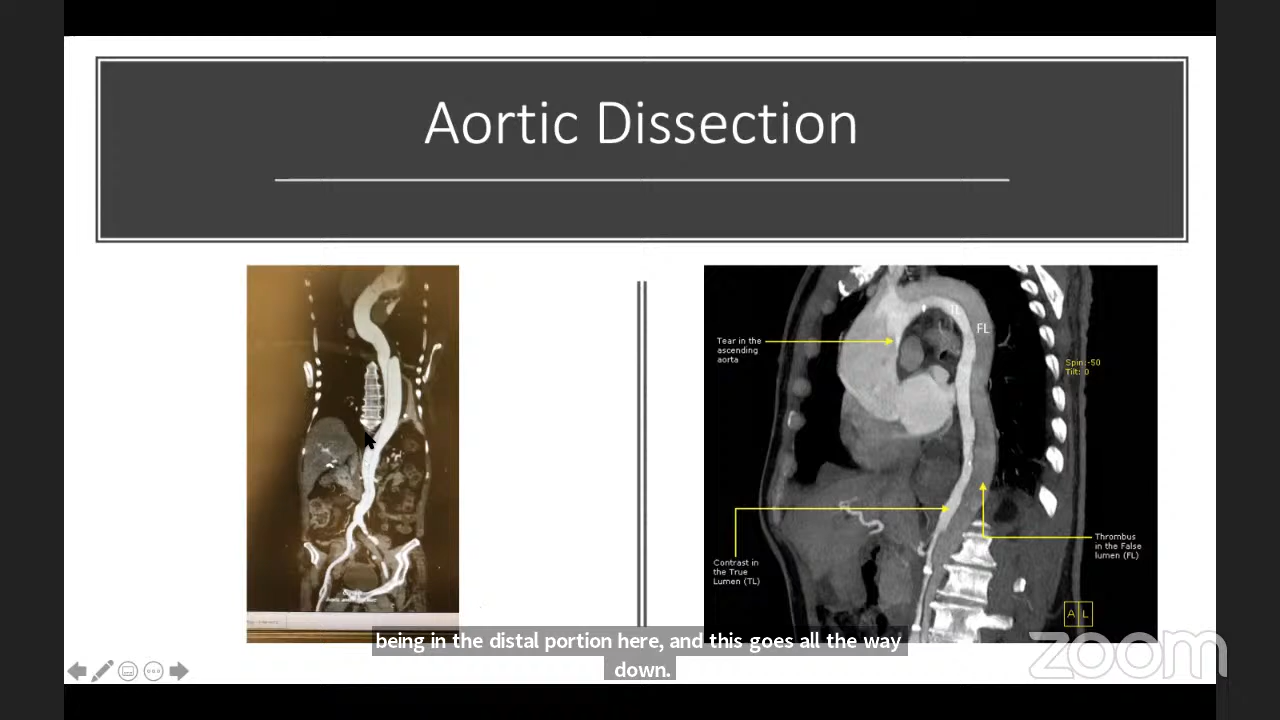 Aortic Dissection
Tear in the
ascending
aorta
TL
FL
Spin:-50
Tilt: 0
Contrast in
the True
Lumen (TL)
Thrombus
in the False
lumen (FL)
A L
being in the distal portion here, and this goes all the way
down.
zoom